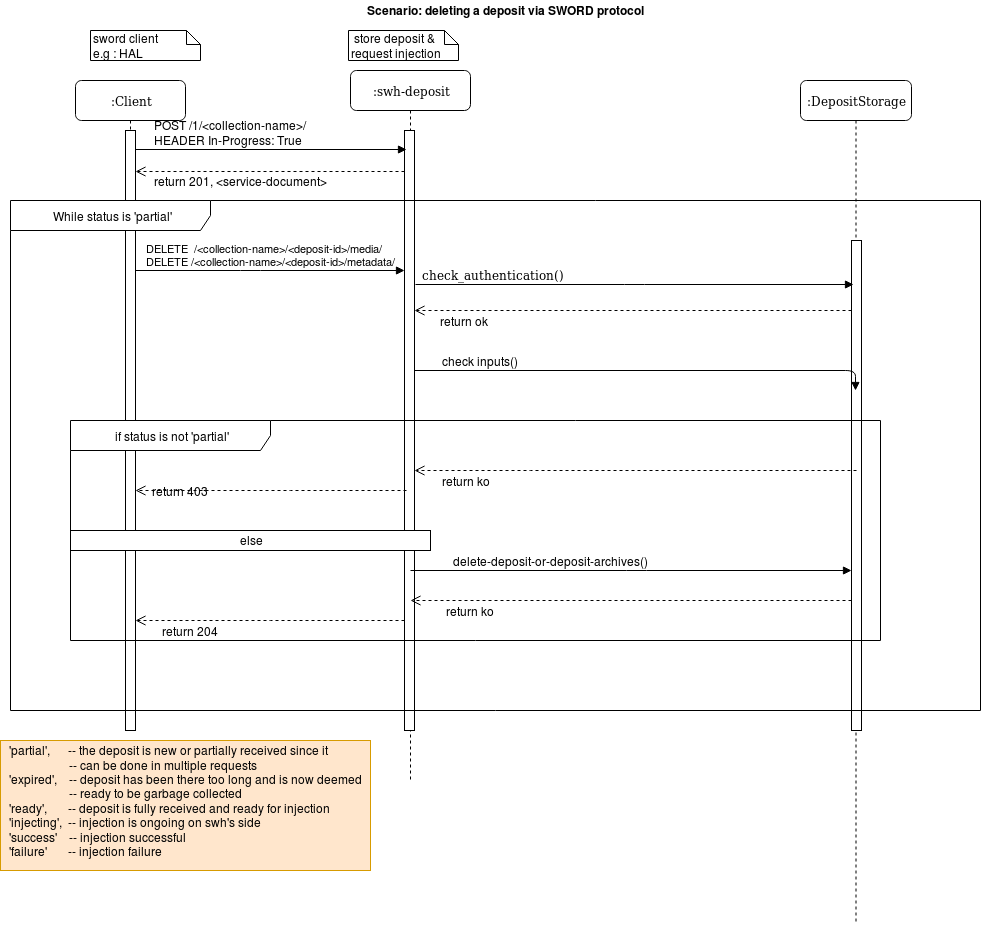 Scenario: deleting a deposit via SWORD protocol
sword client
e.g : HAL
store deposit &
request injection
:Client
:swh-deposit
:DepositStorage
POST /1/<collection-name>/
HEADER In-Progress: True
return 201, <service-document>
While status is 'partial'
DELETE  /<collection-name>/<deposit-id>/media/
DELETE /<collection-name>/<deposit-id>/metadata/
check_authentication()
return ok
check inputs()
if status is not 'partial'
return ko
return 403
else
delete-deposit-or-deposit-archives()
return ko
return 204
'partial',      -- the deposit is new or partially received since it
-- can be done in multiple requests
'expired',    -- deposit has been there too long and is now deemed
-- ready to be garbage collected
'ready',       -- deposit is fully received and ready for injection
'injecting',  -- injection is ongoing on swh's side
'success'    -- injection successful
'failure'      -- injection failure